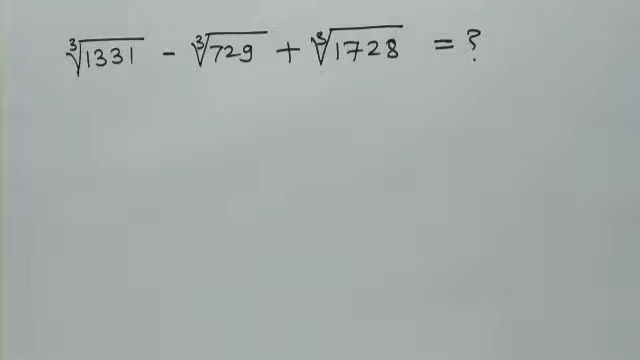 ∛1331 - ∛729 + ∛1728 = ?